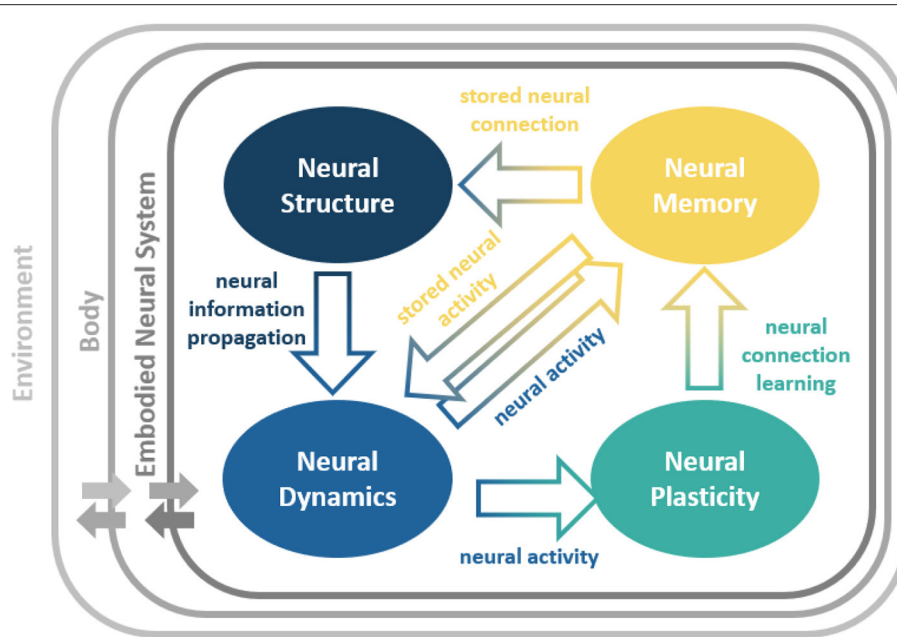 stored neural
connection
Neural
Structure
Neural
Memory
neural
information
propagation
stored neural
activity
neural activity
neural
connection
learning
Neural
Dynamics
Neural
Plasticity
neural activity
Environment
Body
Embodied Neural System